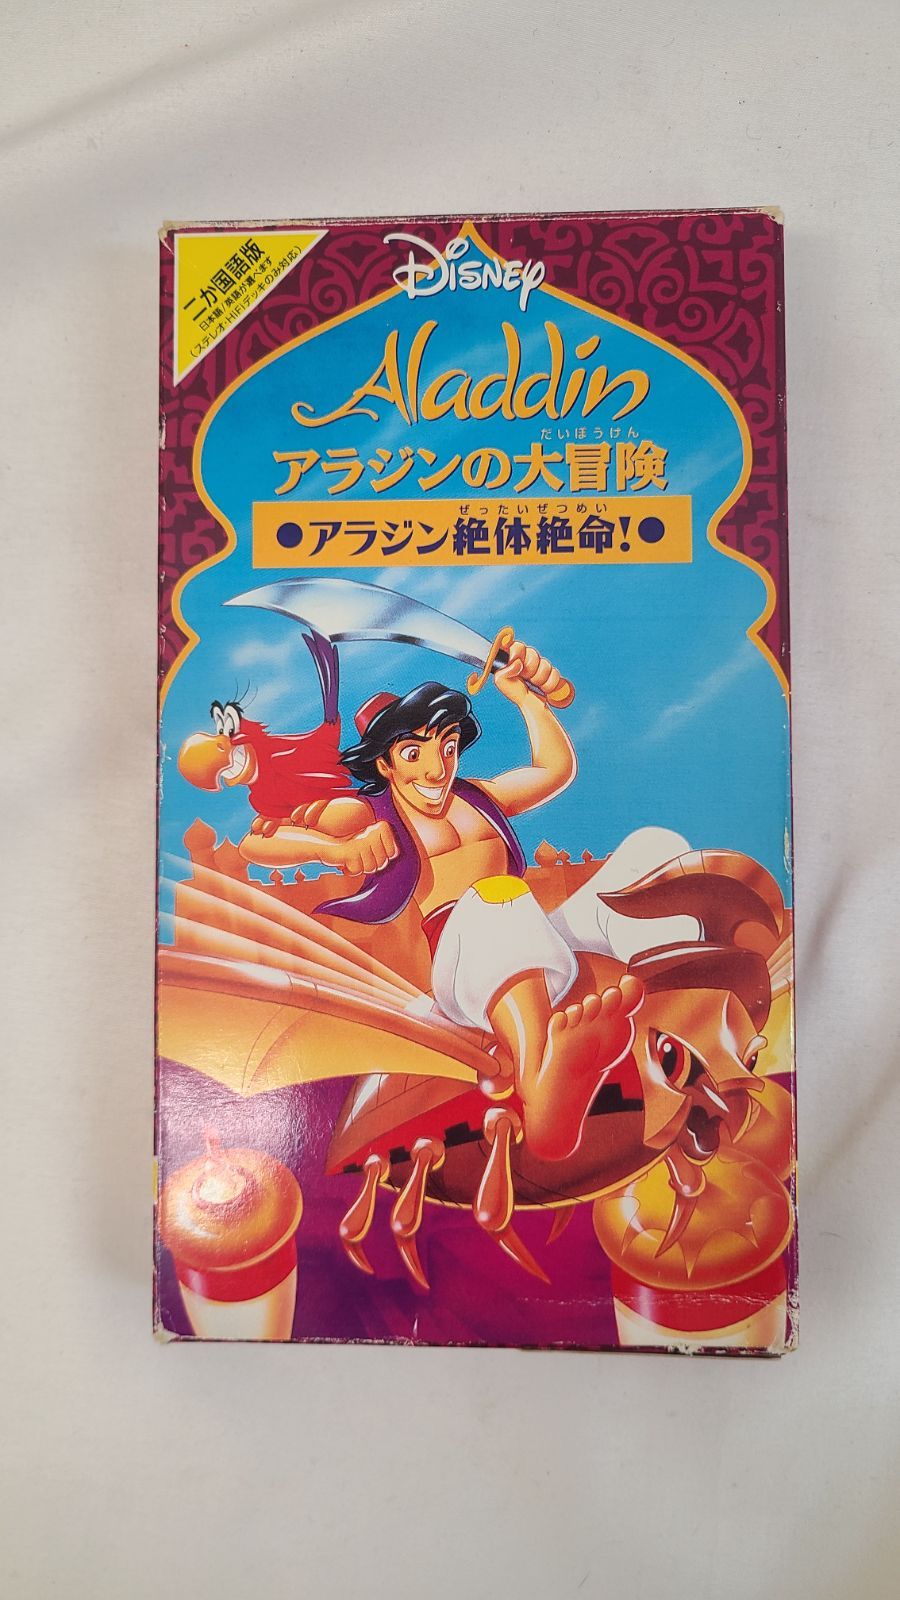 二か国語版
日本語/英語が選べます
(ステレオ・HiFiデッキのみ対応)
Disney
Aladdin
だいぼうけん
アラジンの大冒険
ぜったいぜつめい
●アラジン絶体絶命!●